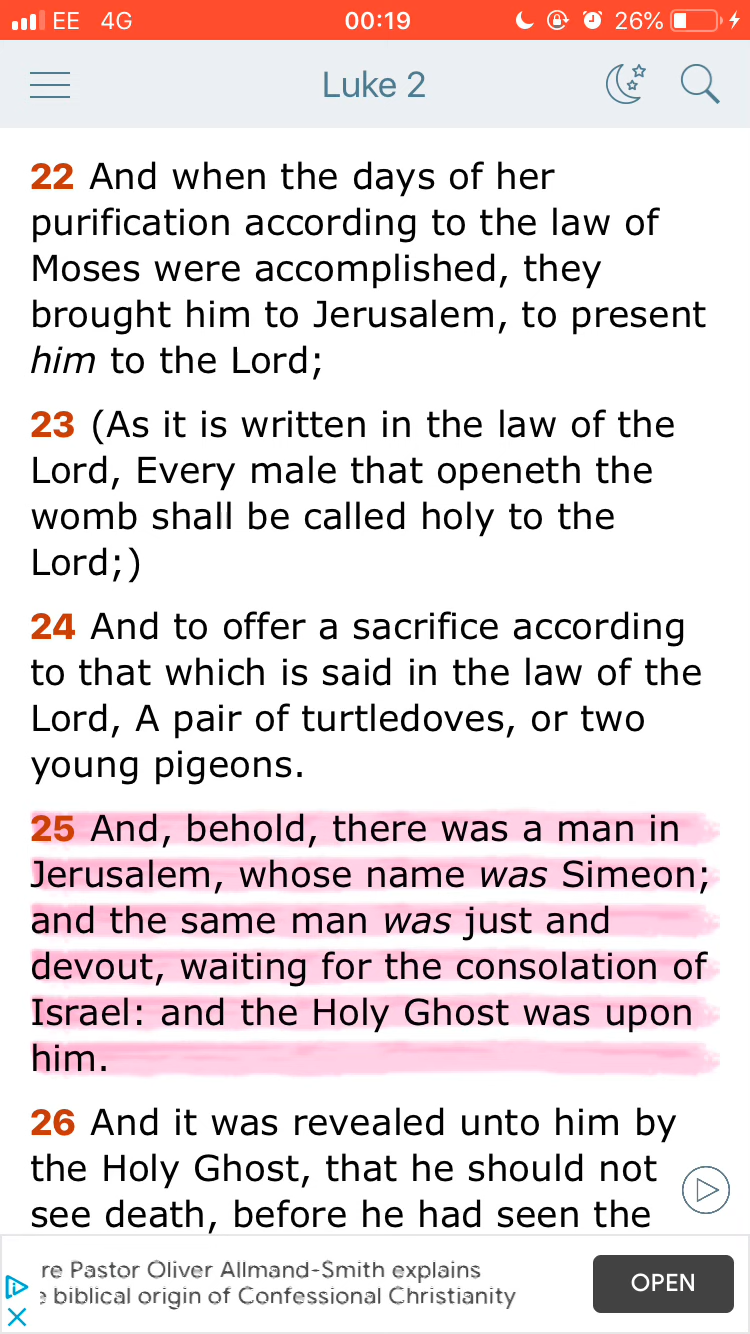 EE 4G 00:19 26%
Luke 2
22 And when the days of her
purification according to the law of
Moses were accomplished, they
brought him to Jerusalem, to present
him to the Lord;
23 (As it is written in the law of the
Lord, Every male that openeth the
womb shall be called holy to the
Lord;)
24 And to offer a sacrifice according
to that which is said in the law of the
Lord, A pair of turtledoves, or two
young pigeons.
25 And, behold, there was a man in
Jerusalem, whose name was Simeon;
and the same man was just and
devout, waiting for the consolation of
Israel: and the Holy Ghost was upon
him.
26 And it was revealed unto him by
the Holy Ghost, that he should not
see death, before he had seen the
re Pastor Oliver Allmand-Smith explains
biblical origin of Confessional Christianity
OPEN